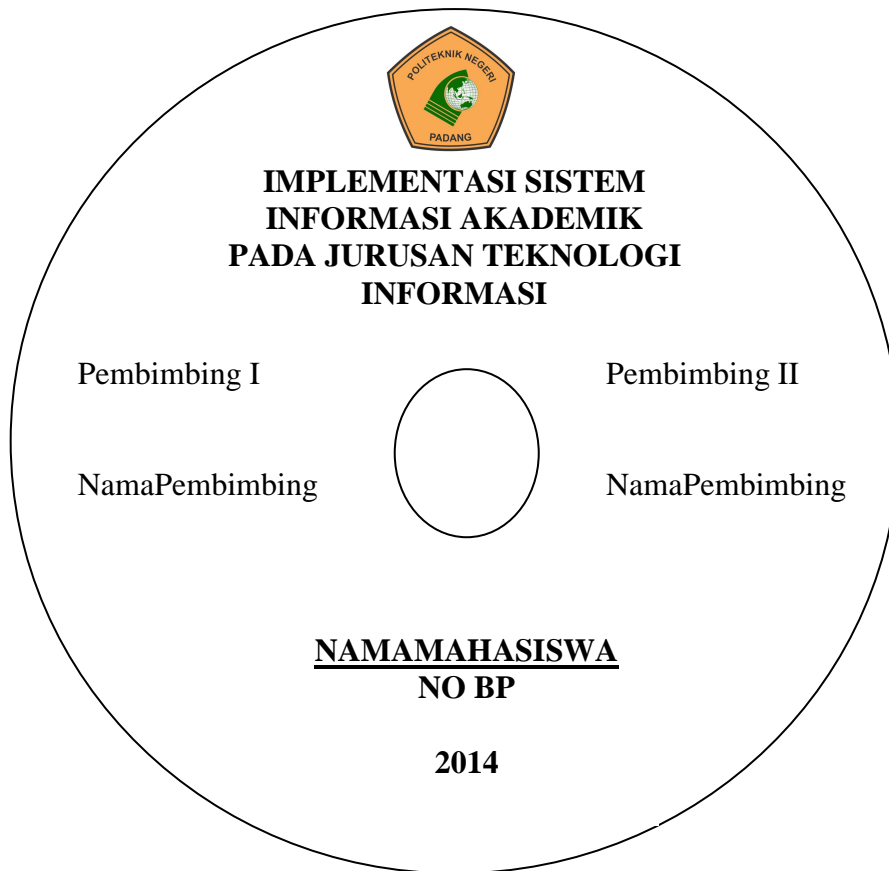 POLITEKNIK NEGERI
PADANG
IMPLEMENTASI SISTEM
INFORMASI AKADEMIK
PADA JURUSAN TEKNOLOGI
INFORMASI
Pembimbing I
Pembimbing II
NamaPembimbing
NamaPembimbing
NAMAMAHASISWA
NO BP
2014